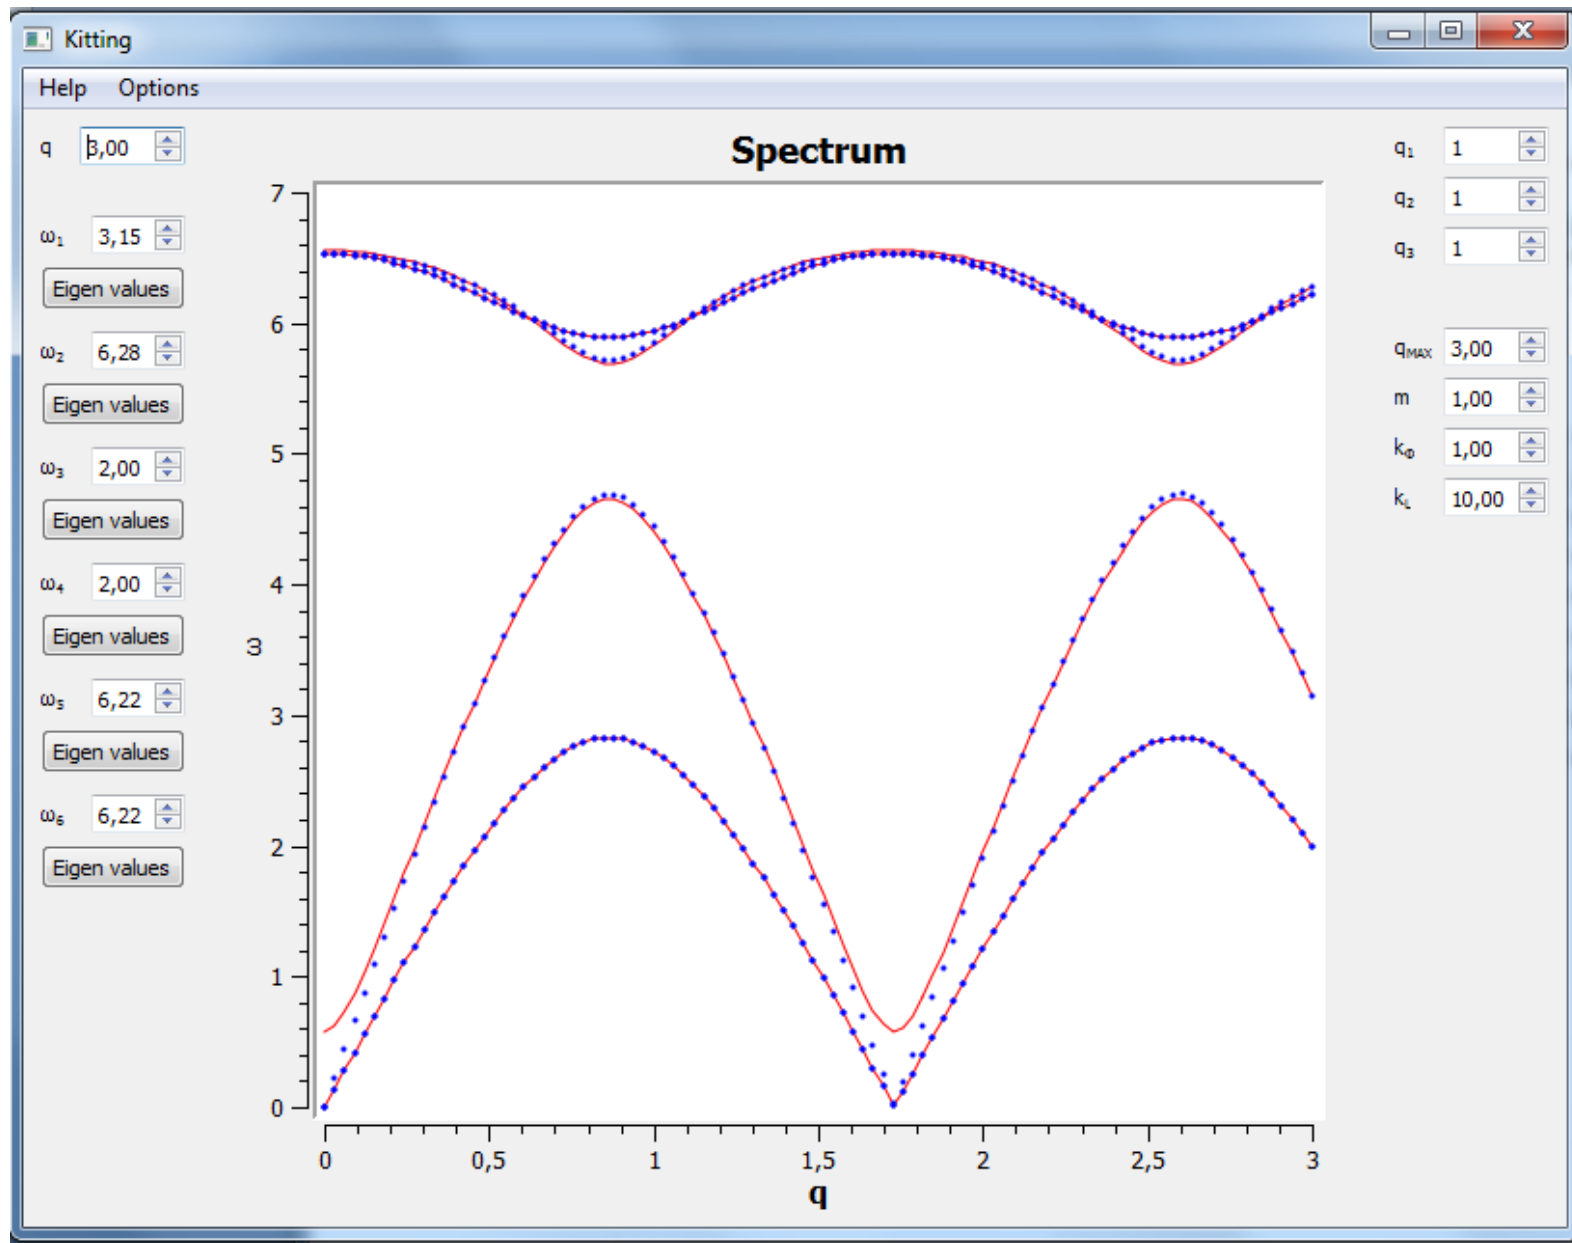 Kitting
Help Options
q 3,00
ω₁ 3,15
Eigen values
ω₂ 6,28
Eigen values
ω₃ 2,00
Eigen values
ω₄ 2,00
Eigen values
ω₅ 6,22
Eigen values
ω₆ 6,22
Eigen values
Spectrum
7
6
5
4
3
2
1
0
ω
0 0,5 1 1,5 2 2,5 3
q
q₁ 1
q₂ 1
q₃ 1
qMAX 3,00
m 1,00
kΦ 1,00
kL 10,00